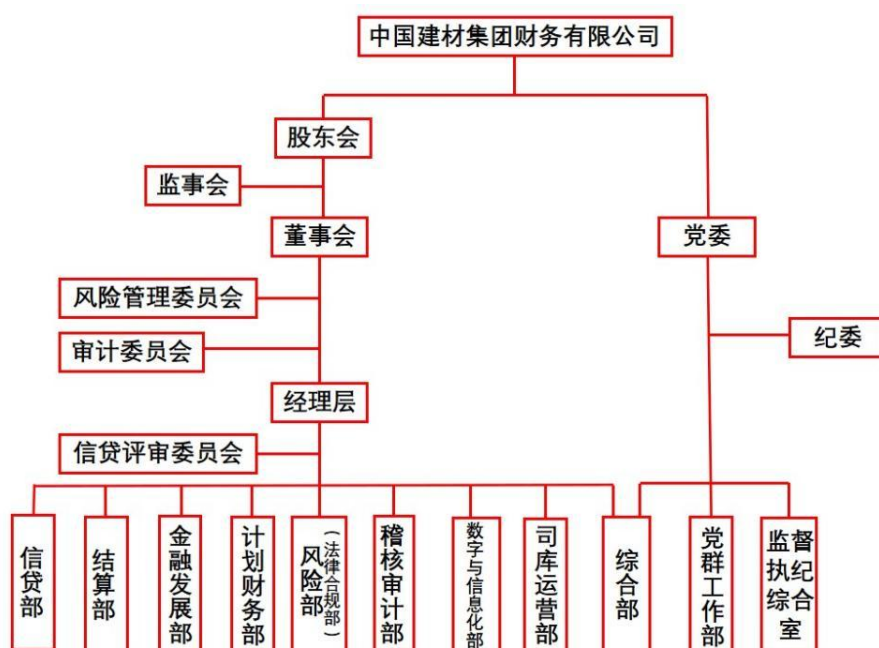 中国建材集团财务有限公司
股东会
监事会
董事会
党委
风险管理委员会
纪委
审计委员会
经理层
信贷评审委员会
信贷部
结算部
金融发展部
计划财务部
风险部
(法律合规部)
稽核审计部
数字与信息化部
司库运营部
综合部
党群工作部
监督
执纪
综合
室